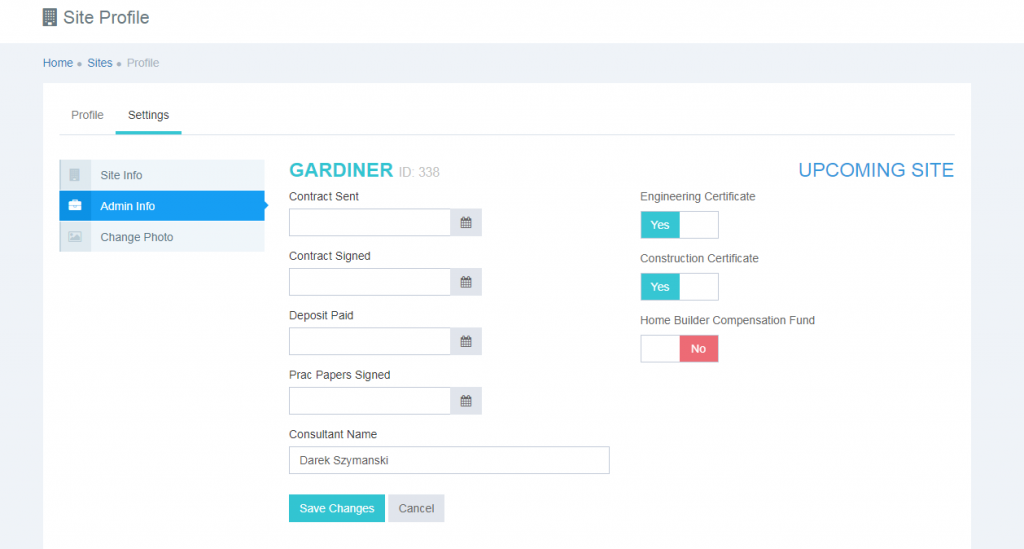 Site Profile
Home Sites Profile
Profile Settings
Site Info
Admin Info
Change Photo
GARDINER ID: 338
UPCOMING SITE
Contract Sent
Contract Signed
Deposit Paid
Prac Papers Signed
Consultant Name
Darek Szymanski
Save Changes Cancel
Engineering Certificate
Yes
Construction Certificate
Yes
Home Builder Compensation Fund
No